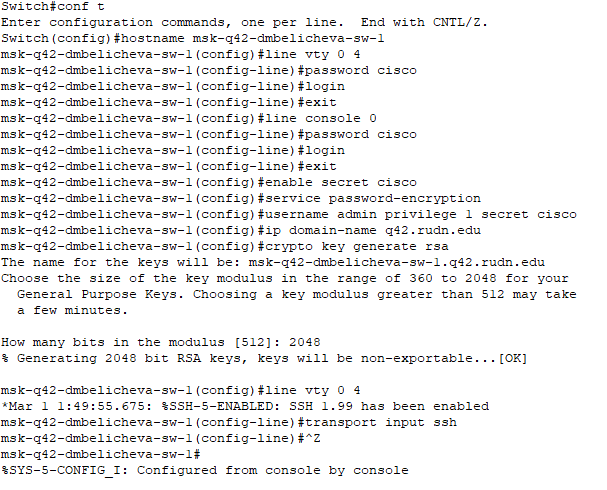 Switch#conf t
Enter configuration commands, one per line.  End with CNTL/Z.
Switch(config)#hostname msk-q42-dmbelicheva-sw-1
msk-q42-dmbelicheva-sw-1(config)#line vty 0 4
msk-q42-dmbelicheva-sw-1(config-line)#password cisco
msk-q42-dmbelicheva-sw-1(config-line)#login
msk-q42-dmbelicheva-sw-1(config-line)#exit
msk-q42-dmbelicheva-sw-1(config)#line console 0
msk-q42-dmbelicheva-sw-1(config-line)#password cisco
msk-q42-dmbelicheva-sw-1(config-line)#login
msk-q42-dmbelicheva-sw-1(config-line)#exit
msk-q42-dmbelicheva-sw-1(config)#enable secret cisco
msk-q42-dmbelicheva-sw-1(config)#service password-encryption
msk-q42-dmbelicheva-sw-1(config)#username admin privilege 1 secret cisco
msk-q42-dmbelicheva-sw-1(config)#ip domain-name q42.rudn.edu
msk-q42-dmbelicheva-sw-1(config)#crypto key generate rsa
The name for the keys will be: msk-q42-dmbelicheva-sw-1.q42.rudn.edu
Choose the size of the key modulus in the range of 360 to 2048 for your
  General Purpose Keys. Choosing a key modulus greater than 512 may take
  a few minutes.

How many bits in the modulus [512]: 2048
% Generating 2048 bit RSA keys, keys will be non-exportable...[OK]

msk-q42-dmbelicheva-sw-1(config)#line vty 0 4
*Mar 1 1:49:55.675: %SSH-5-ENABLED: SSH 1.99 has been enabled
msk-q42-dmbelicheva-sw-1(config-line)#transport input ssh
msk-q42-dmbelicheva-sw-1(config-line)#^Z
msk-q42-dmbelicheva-sw-1#
%SYS-5-CONFIG_I: Configured from console by console